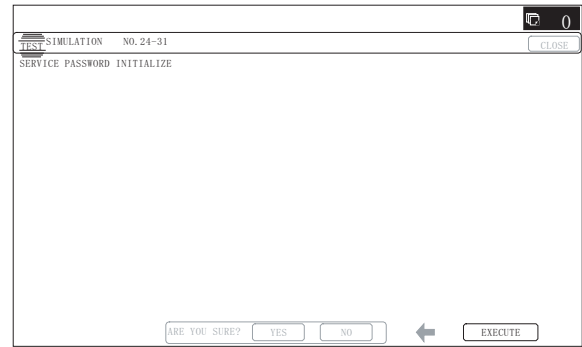 0
TEST SIMULATION NO.24-31 CLOSE
SERVICE PASSWORD INITIALIZE
ARE YOU SURE? YES NO EXECUTE